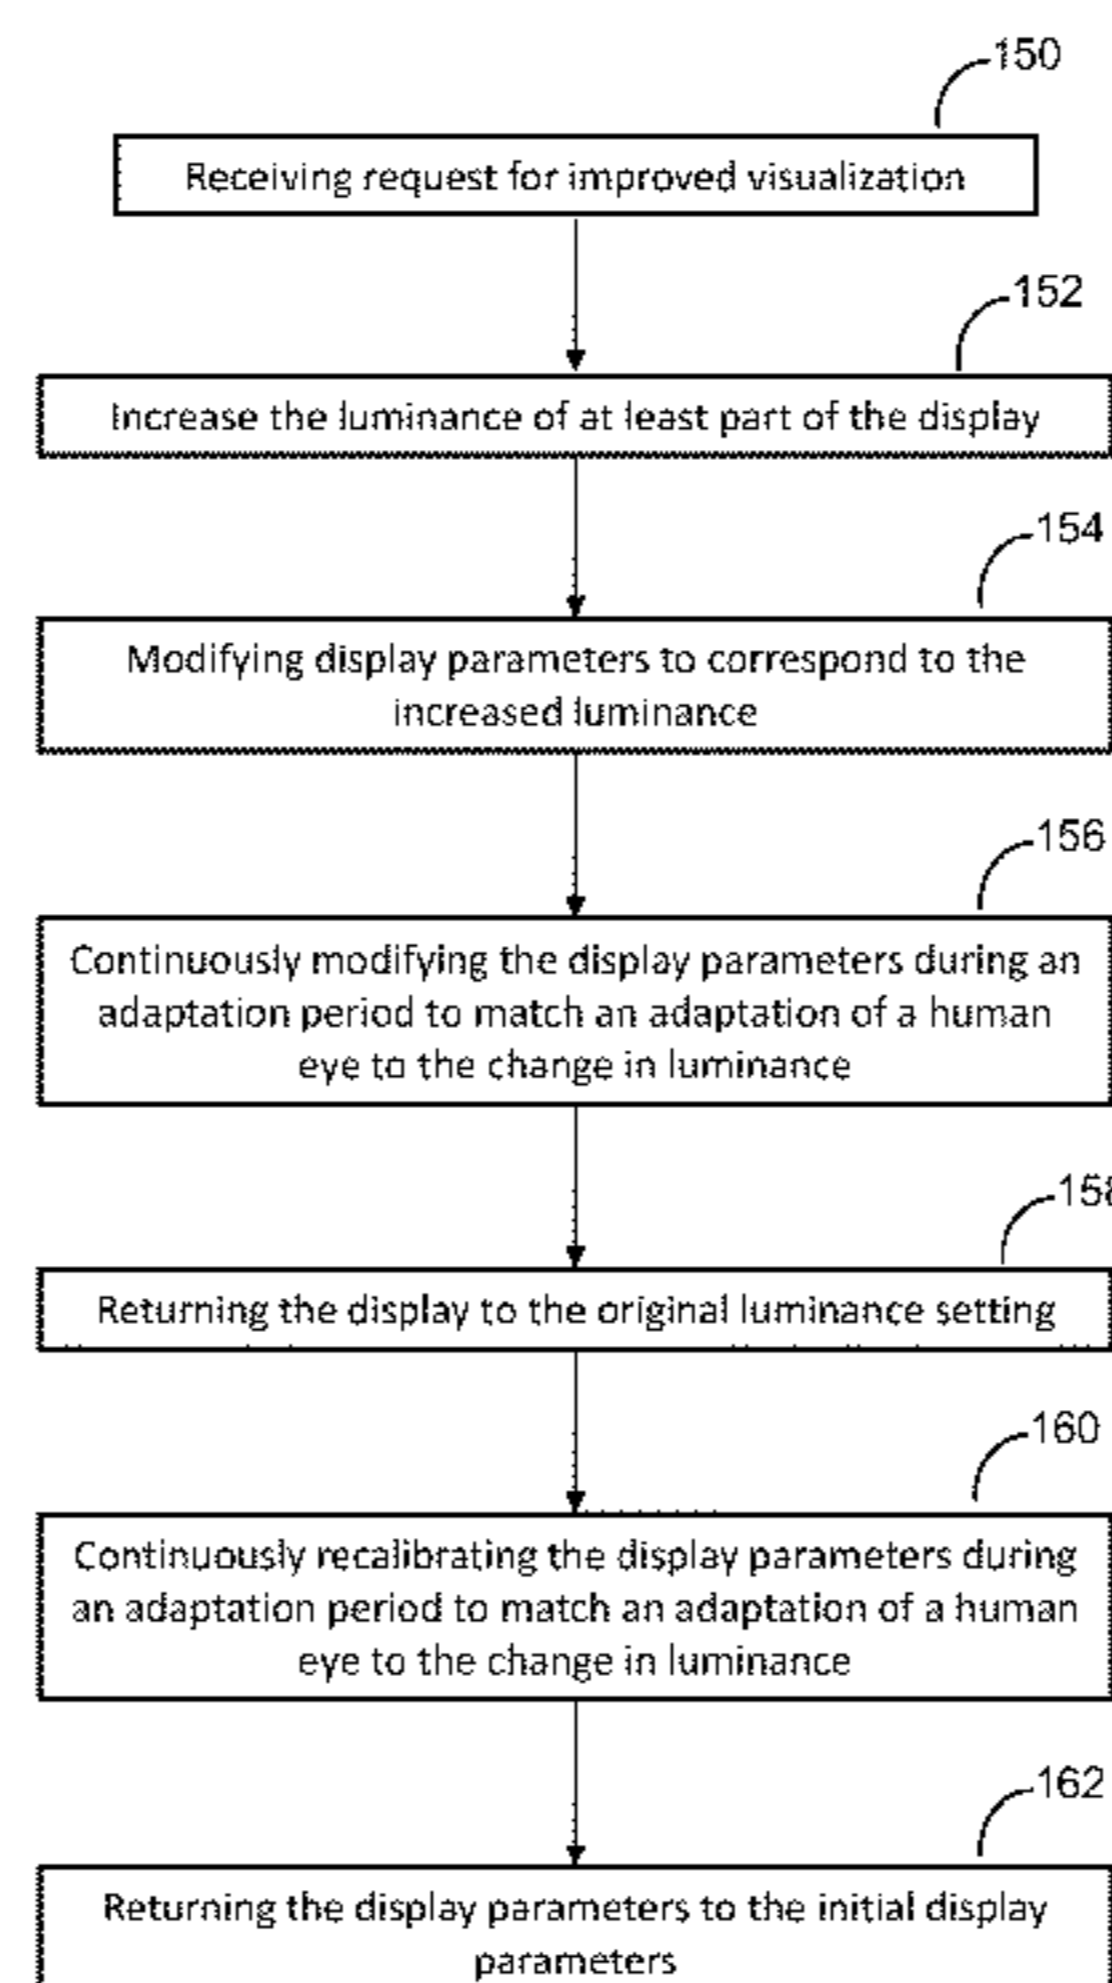 150
Receiving request for improved visualization
152
Increase the luminance of at least part of the display
154
Modifying display parameters to correspond to the
increased luminance
156
Continuously modifying the display parameters during an
adaptation period to match an adaptation of a human
eye to the change in luminance
158
Returning the display to the original luminance setting
160
Continuously recalibrating the display parameters during
an adaptation period to match an adaptation of a human
eye to the change in luminance
162
Returning the display parameters to the initial display
parameters